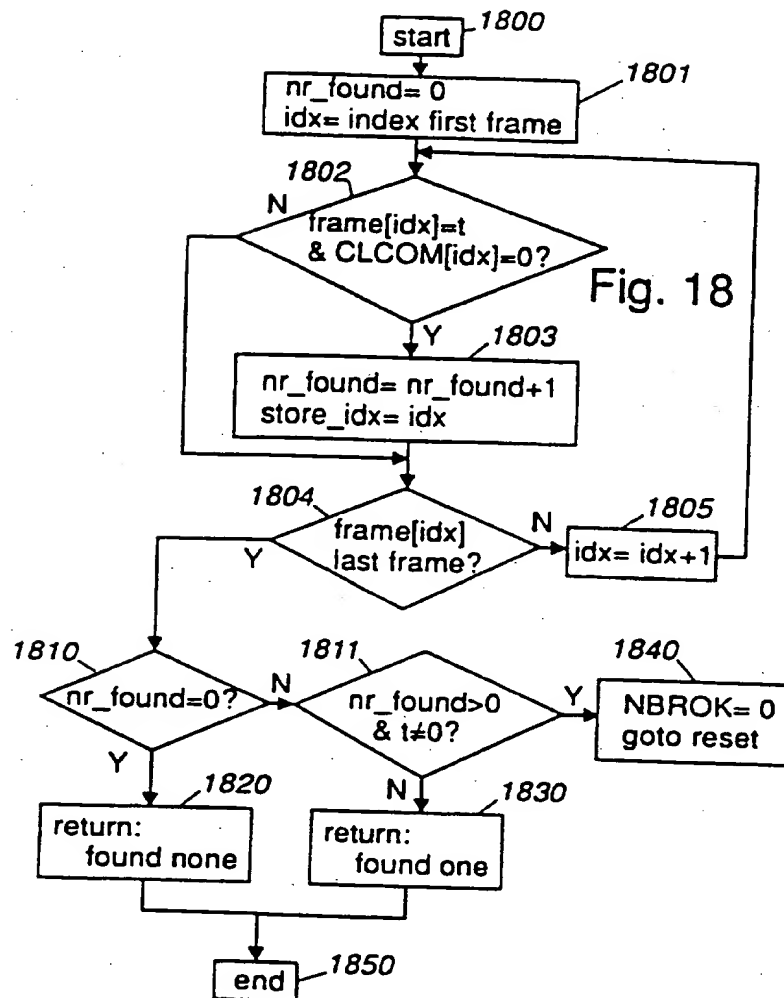 start
1800
1801
nr_found= 0
idx= index first frame
1802
N
frame[idx]=t
& CLCOM[idx]=0?
Fig. 18
Y
1803
nr_found= nr_found+1
store_idx= idx
1804
frame[idx]
last frame?
N
Y
1805
idx= idx+1
1810
nr_found=0?
N
Y
1811
nr_found>0
& t≠0?
Y
N
1840
NBROK= 0
goto reset
1820
return:
found none
1830
return:
found one
end
1850